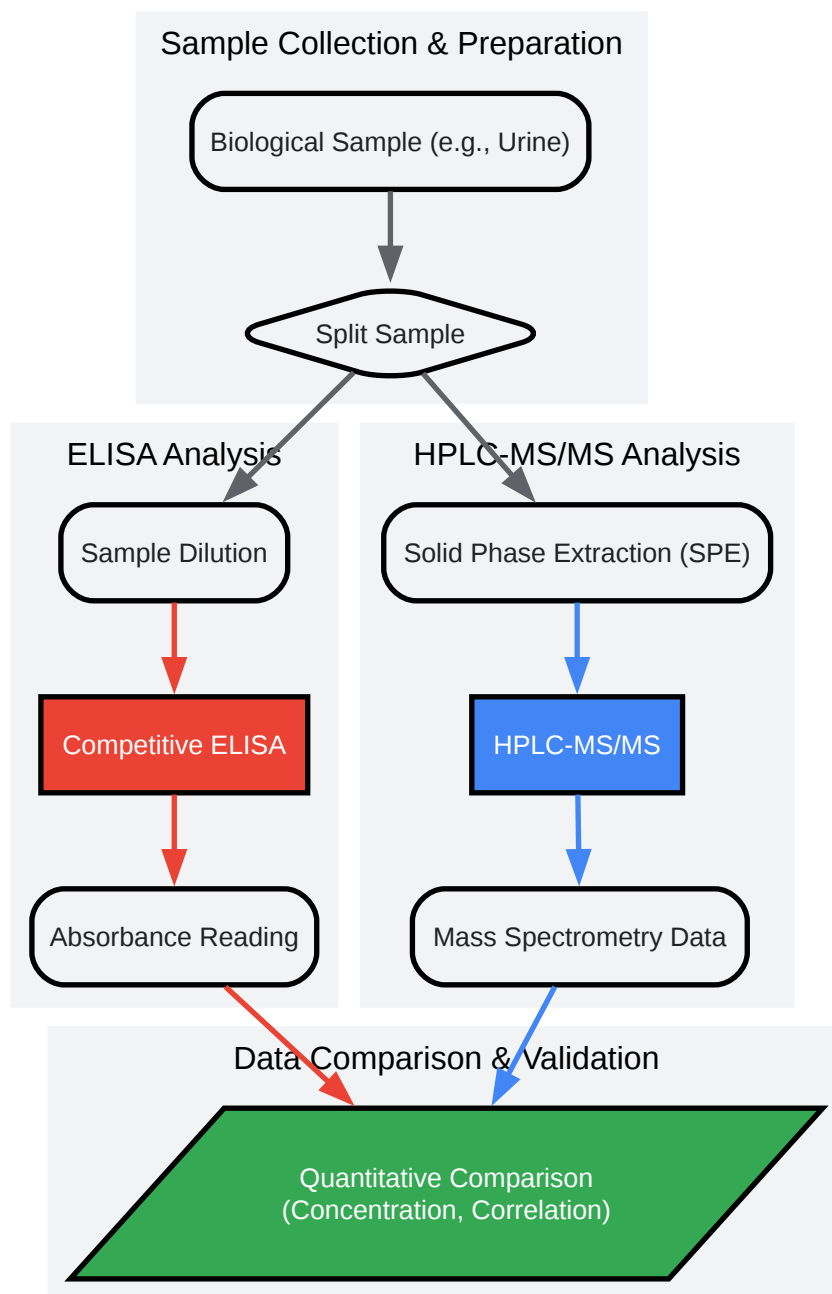 Sample Collection & Preparation
Biological Sample (e.g., Urine)
Split Sample
ELISA Analysis
Sample Dilution
Competitive ELISA
Absorbance Reading
HPLC-MS/MS Analysis
Solid Phase Extraction (SPE)
HPLC-MS/MS
Mass Spectrometry Data
Data Comparison & Validation
Quantitative Comparison
(Concentration, Correlation)